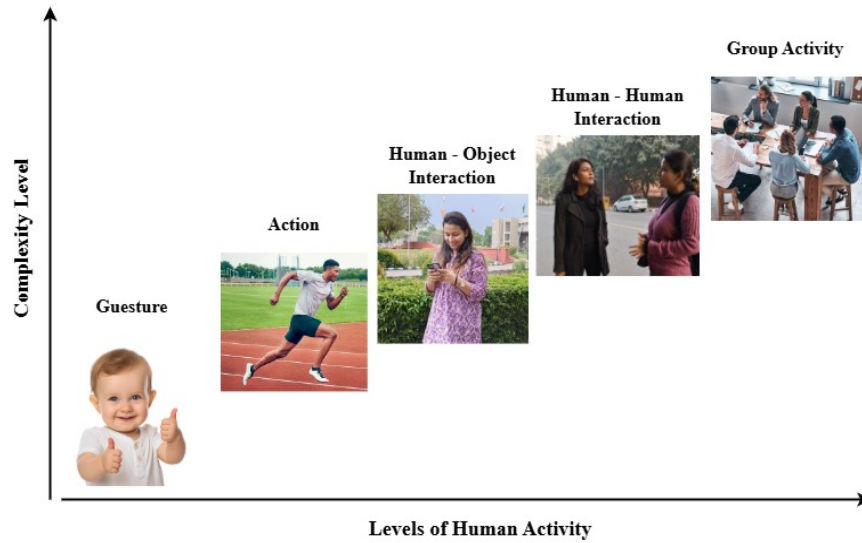 Group Activity
Human - Human
Interaction
Human - Object
Interaction
Action
Guesture
Complexity Level
Levels of Human Activity